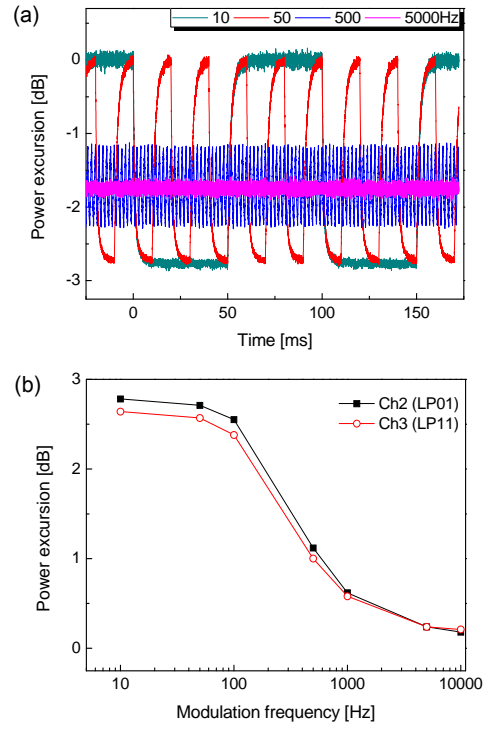 (a)
10 50 500 5000Hz
0
-1
-2
-3
Power excursion [dB]
0 50 100 150
Time [ms]
(b)
3
2
1
0
Power excursion [dB]
Ch2 (LP01)
Ch3 (LP11)
10 100 1000 10000
Modulation frequency [Hz]